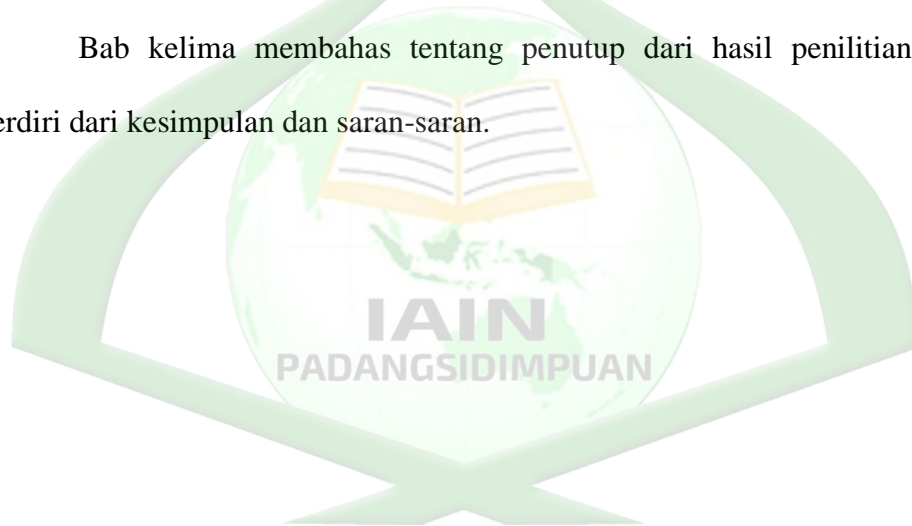 Bab kelima membahas tentang penutup dari hasil penilitian
erdiri dari kesimpulan dan saran-saran.
IAIN
PADANGSIDIMPUAN